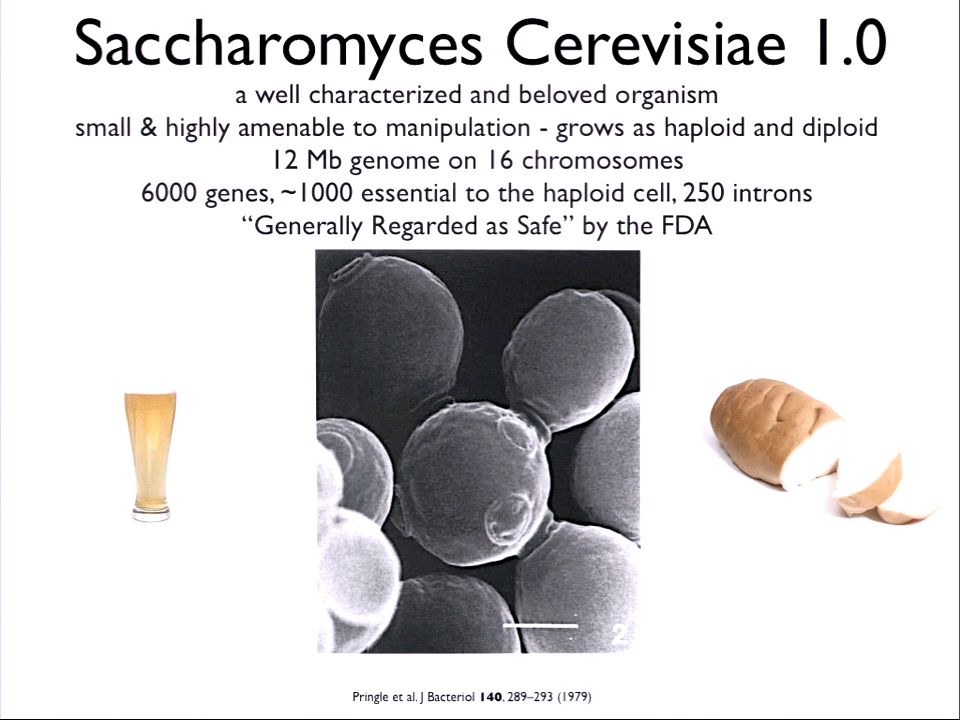 Saccharomyces Cerevisiae 1.0
a well characterized and beloved organism
small & highly amenable to manipulation - grows as haploid and diploid
12 Mb genome on 16 chromosomes
6000 genes, ~1000 essential to the haploid cell, 250 introns
“Generally Regarded as Safe” by the FDA
2
Pringle et al. J Bacteriol 140, 289–293 (1979)